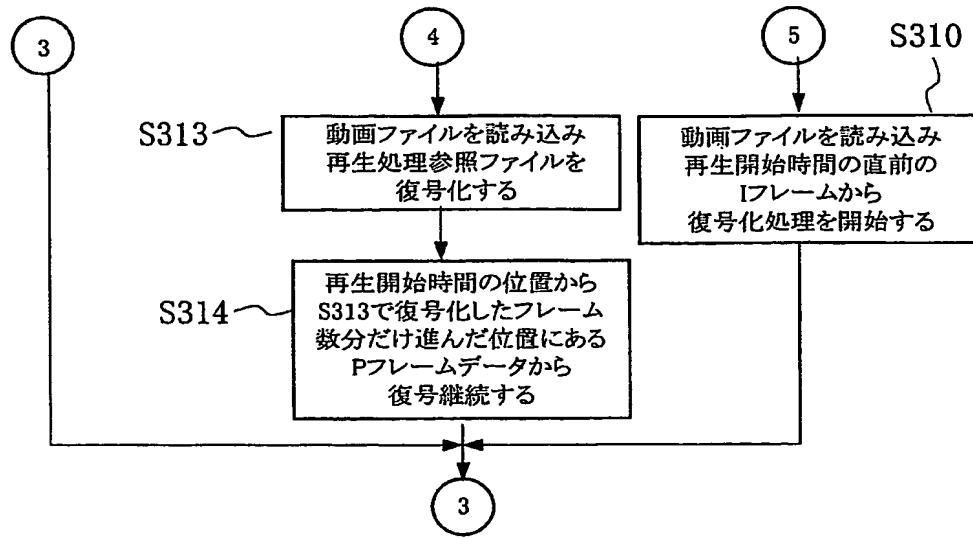 3
4
5
S310
S313
動画ファイルを読み込み
再生処理参照ファイルを
復号化する
動画ファイルを読み込み
再生開始時間の直前の
Iフレームから
復号化処理を開始する
S314
再生開始時間の位置から
S313で復号化したフレーム
数分だけ進んだ位置にある
Pフレームデータから
復号継続する
3